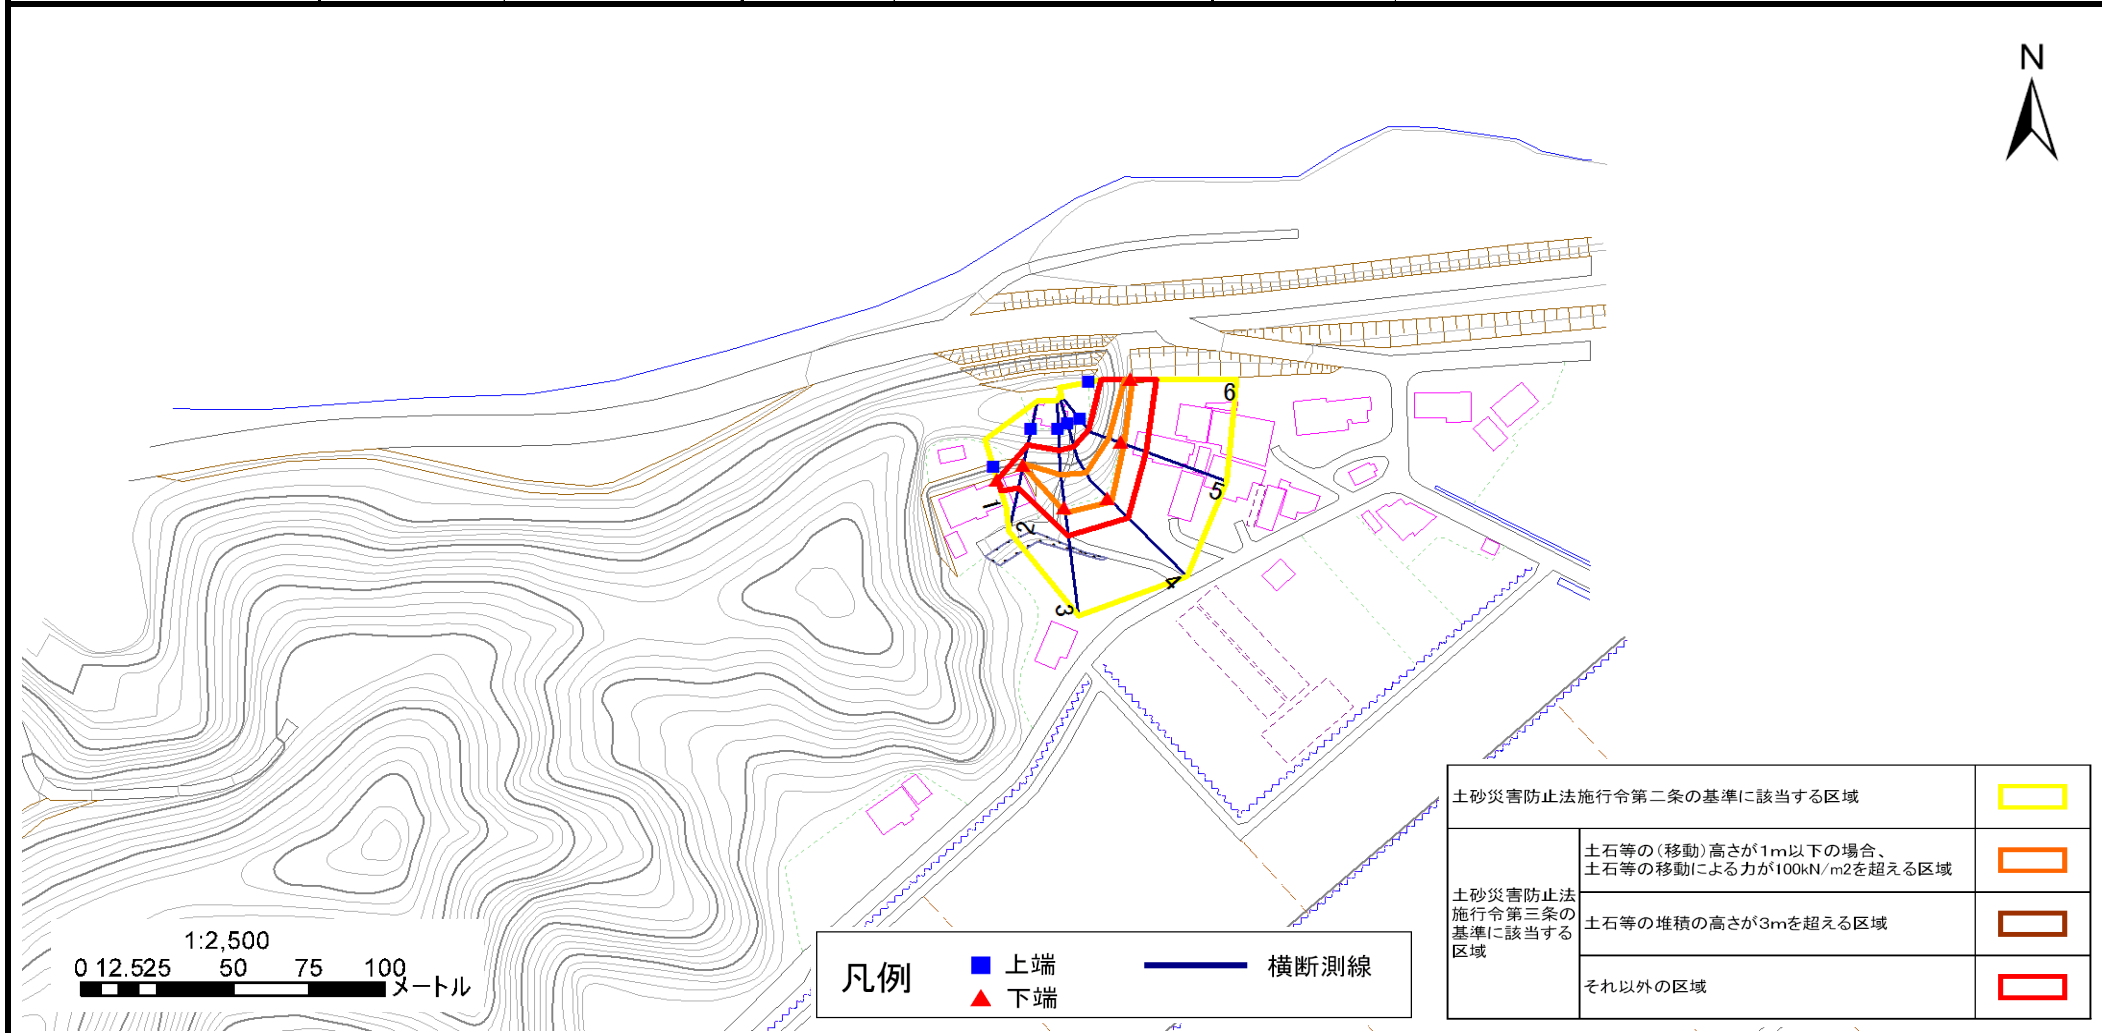 N
6
5
4
3
2
1
土砂災害防止法施行令第二条の基準に該当する区域
土石等の(移動)高さが1m以下の場合、
土石等の移動による力が100kN/m2を超える区域
土砂災害防止法
施行令第三条の
基準に該当する
区域
土石等の堆積の高さが3mを超える区域
それ以外の区域
1:2,500
0 12.525 50 75 100
メートル
凡例
上端
下端
横断測線